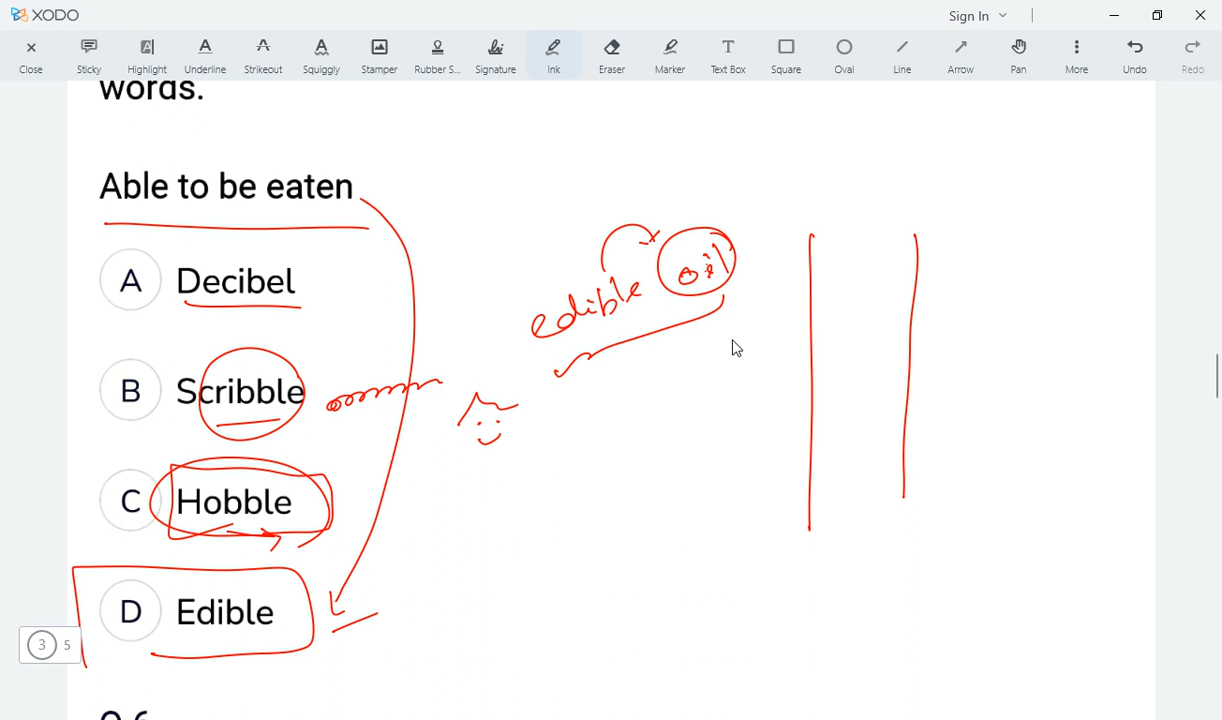 XODO
Sign In
Close Sticky Highlight Underline Strikeout Squiggly Stamper Rubber S... Signature Ink Eraser Marker Text Box Square Oval Line Arrow Pan More Undo Redo
words.
Able to be eaten
A Decibel
edible oil
B Scribble
C Hobble
D Edible
3 5